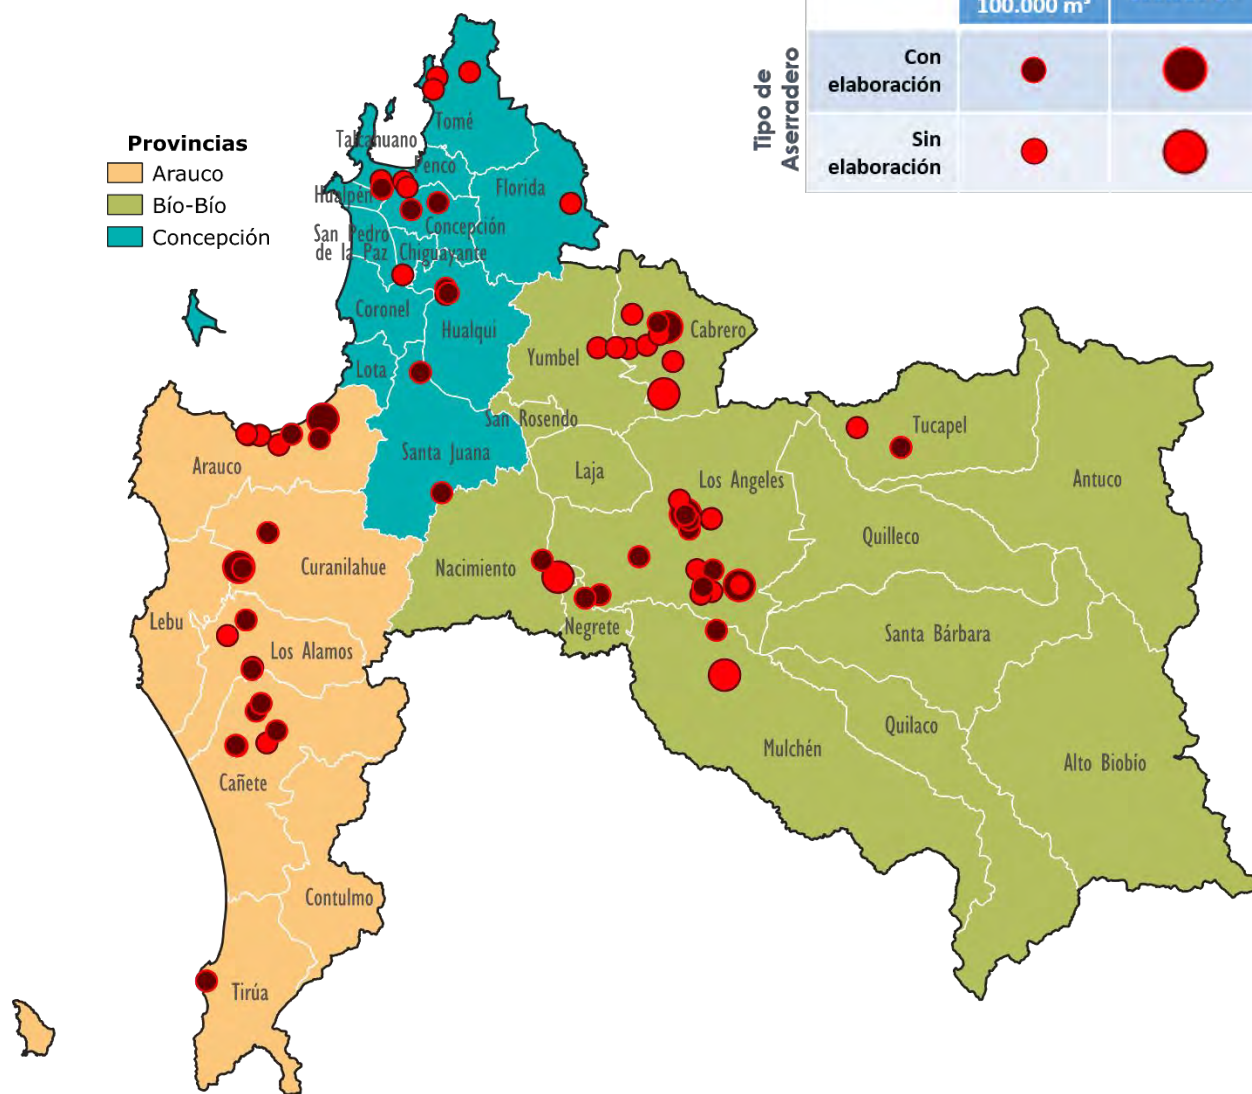 100.000 m³
Tipo de
Aserradero
Con
elaboración
Sin
elaboración
Provincias
Arauco
Bío-Bío
Concepción
Tomé
Talcahuano
Penco
Hualpén
Florida
Concepción
San Pedro
de la Paz
Chiguayante
Coronel
Hualqui
Lota
Yumbel
Cabrero
San Rosendo
Santa Juana
Tucapel
Arauco
Laja
Los Angeles
Antuco
Quilleco
Curanilahue
Nacimiento
Lebu
Negrete
Santa Bárbara
Los Alamos
Quilaco
Mulchén
Alto Biobío
Cañete
Contulmo
Tirúa